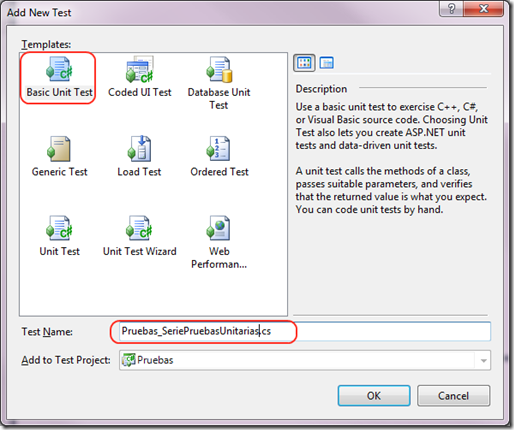 Add New Test
Templates:
Basic Unit Test
Coded UI Test
Database Unit
Test
Generic Test
Load Test
Ordered Test
Unit Test
Unit Test Wizard
Web
Performan...
Description
Use a basic unit test to exercise C++, C#,
or Visual Basic source code. Choosing Unit
Test also lets you create ASP.NET unit
tests and data-driven unit tests.
A unit test calls the methods of a class,
passes suitable parameters, and verifies
that the returned value is what you expect.
You can code unit tests by hand.
Test Name:
Pruebas_SeriePruebasUnitarias.cs
Add to Test Project:
Pruebas
OK
Cancel